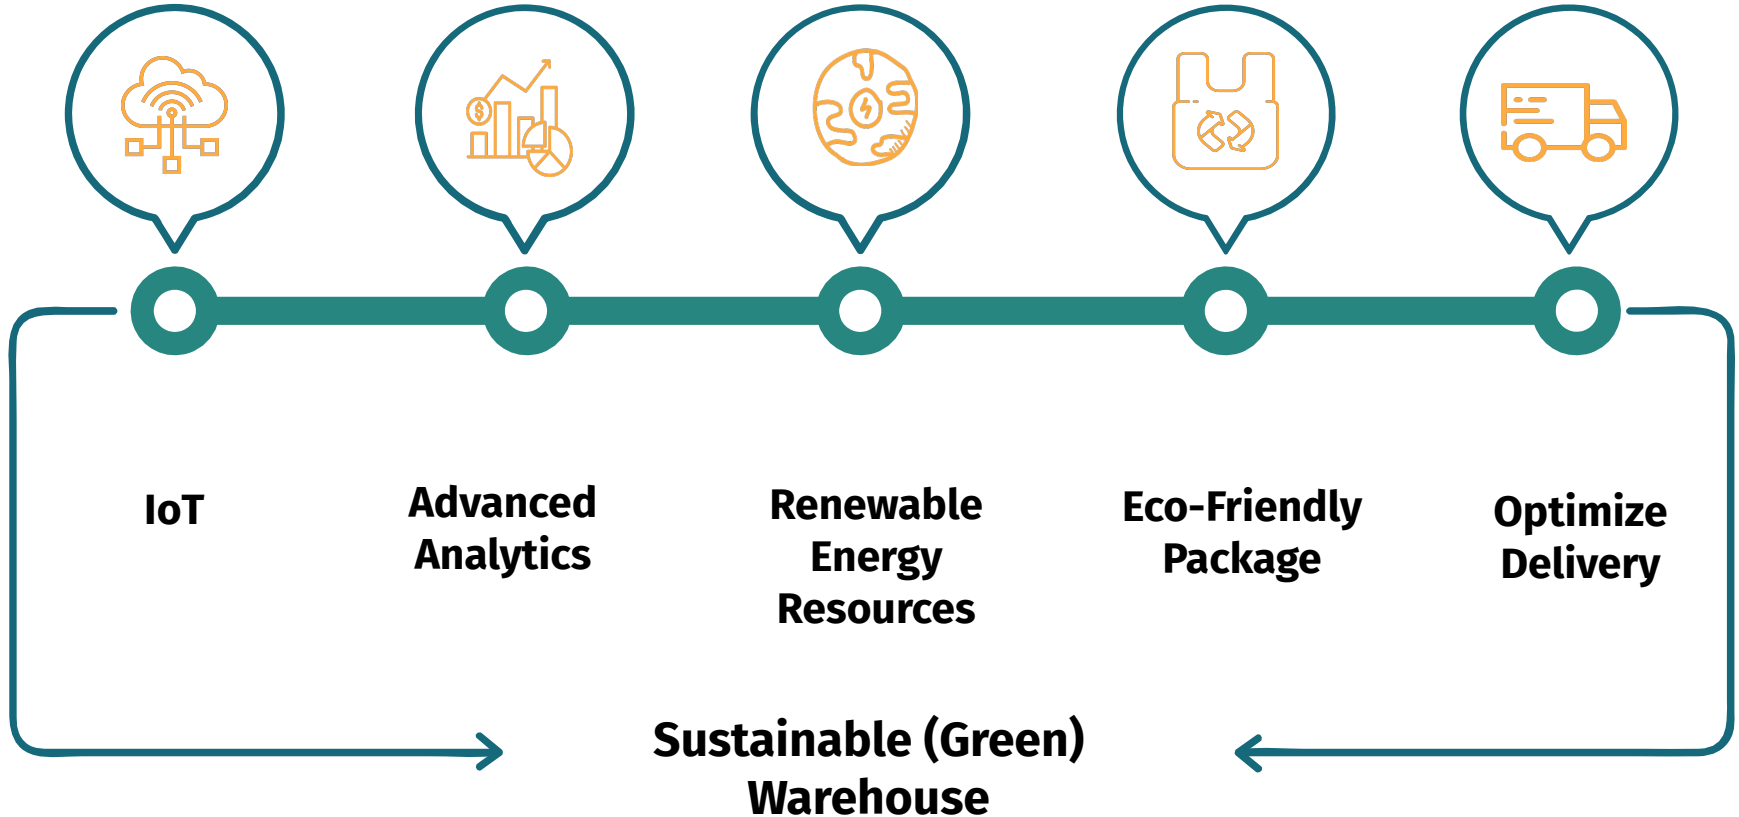 IoT
Advanced
Analytics
Renewable
Energy
Resources
Eco-Friendly
Package
Optimize
Delivery
Sustainable (Green)
Warehouse